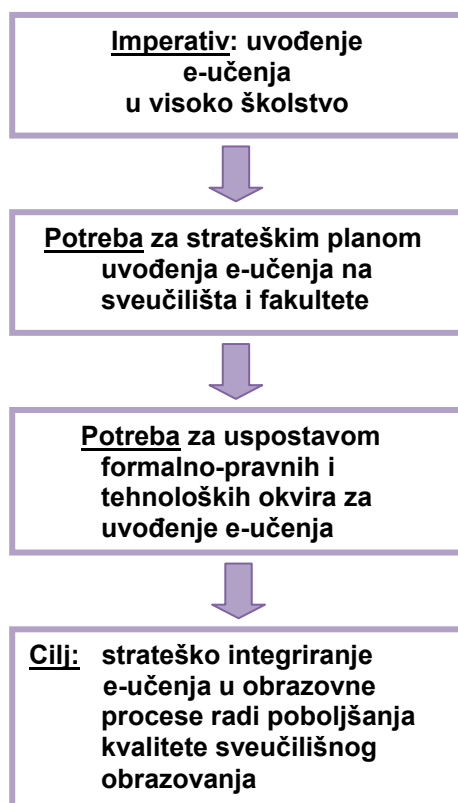 Imperativ: uvođenje
e-učenja
u visoko školstvo
Potreba za strateškim planom
uvođenja e-učenja na
sveučilišta i fakultete
Potreba za uspostavom
formalno-pravnih i
tehnoloških okvira za
uvođenje e-učenja
Cilj: strateško integriranje
e-učenja u obrazovne
procese radi poboljšanja
kvalitete sveučilišnog
obrazovanja